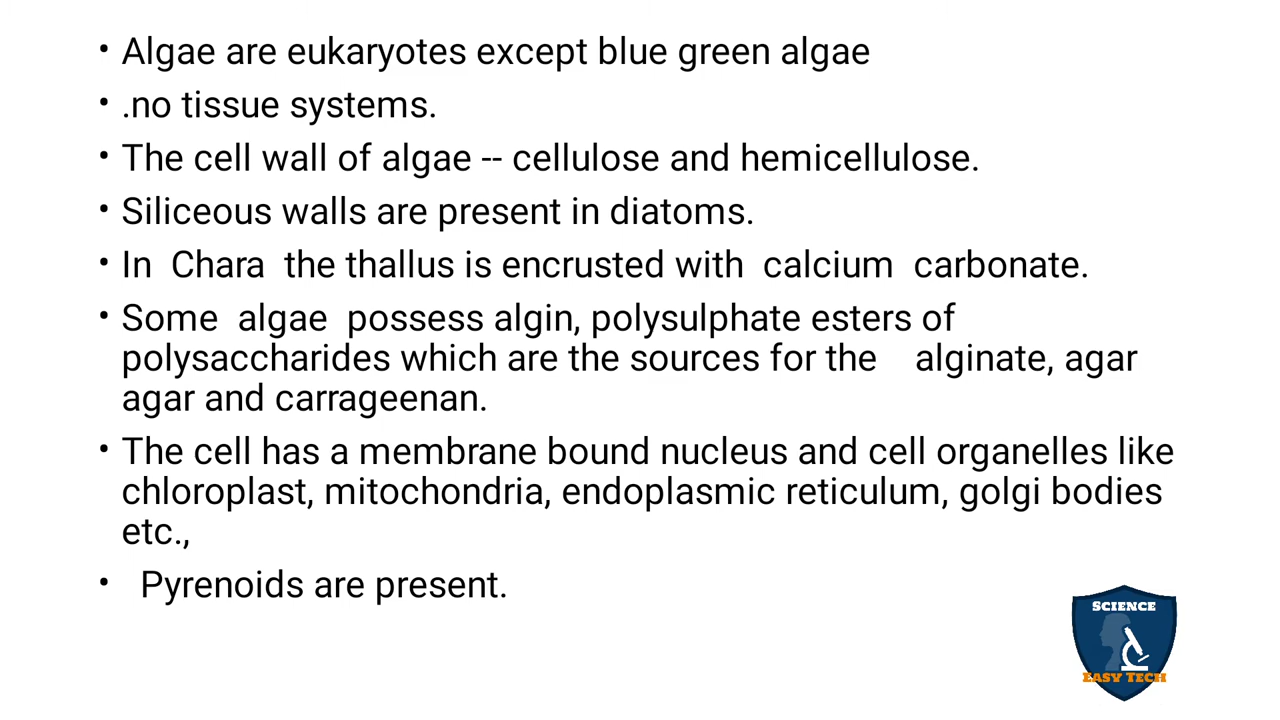 • Algae are eukaryotes except blue green algae
• .no tissue systems.
• The cell wall of algae -- cellulose and hemicellulose.
• Siliceous walls are present in diatoms.
• In Chara the thallus is encrusted with calcium carbonate.
• Some algae possess algin, polysulphate esters of
polysaccharides which are the sources for the alginate, agar
agar and carrageenan.
• The cell has a membrane bound nucleus and cell organelles like
chloroplast, mitochondria, endoplasmic reticulum, golgi bodies
etc.,
• Pyrenoids are present.
SCIENCE
EASY TECH